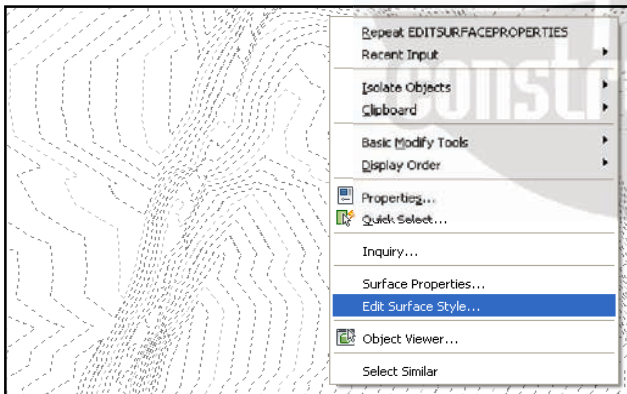 Repeat EDITSURFACEPROPERTIES
Recent Input
Isolate Objects
Clipboard
Basic Modify Tools
Display Order
Properties...
Quick Select...
Inquiry...
Surface Properties...
Edit Surface Style...
Object Viewer...
Select Similar